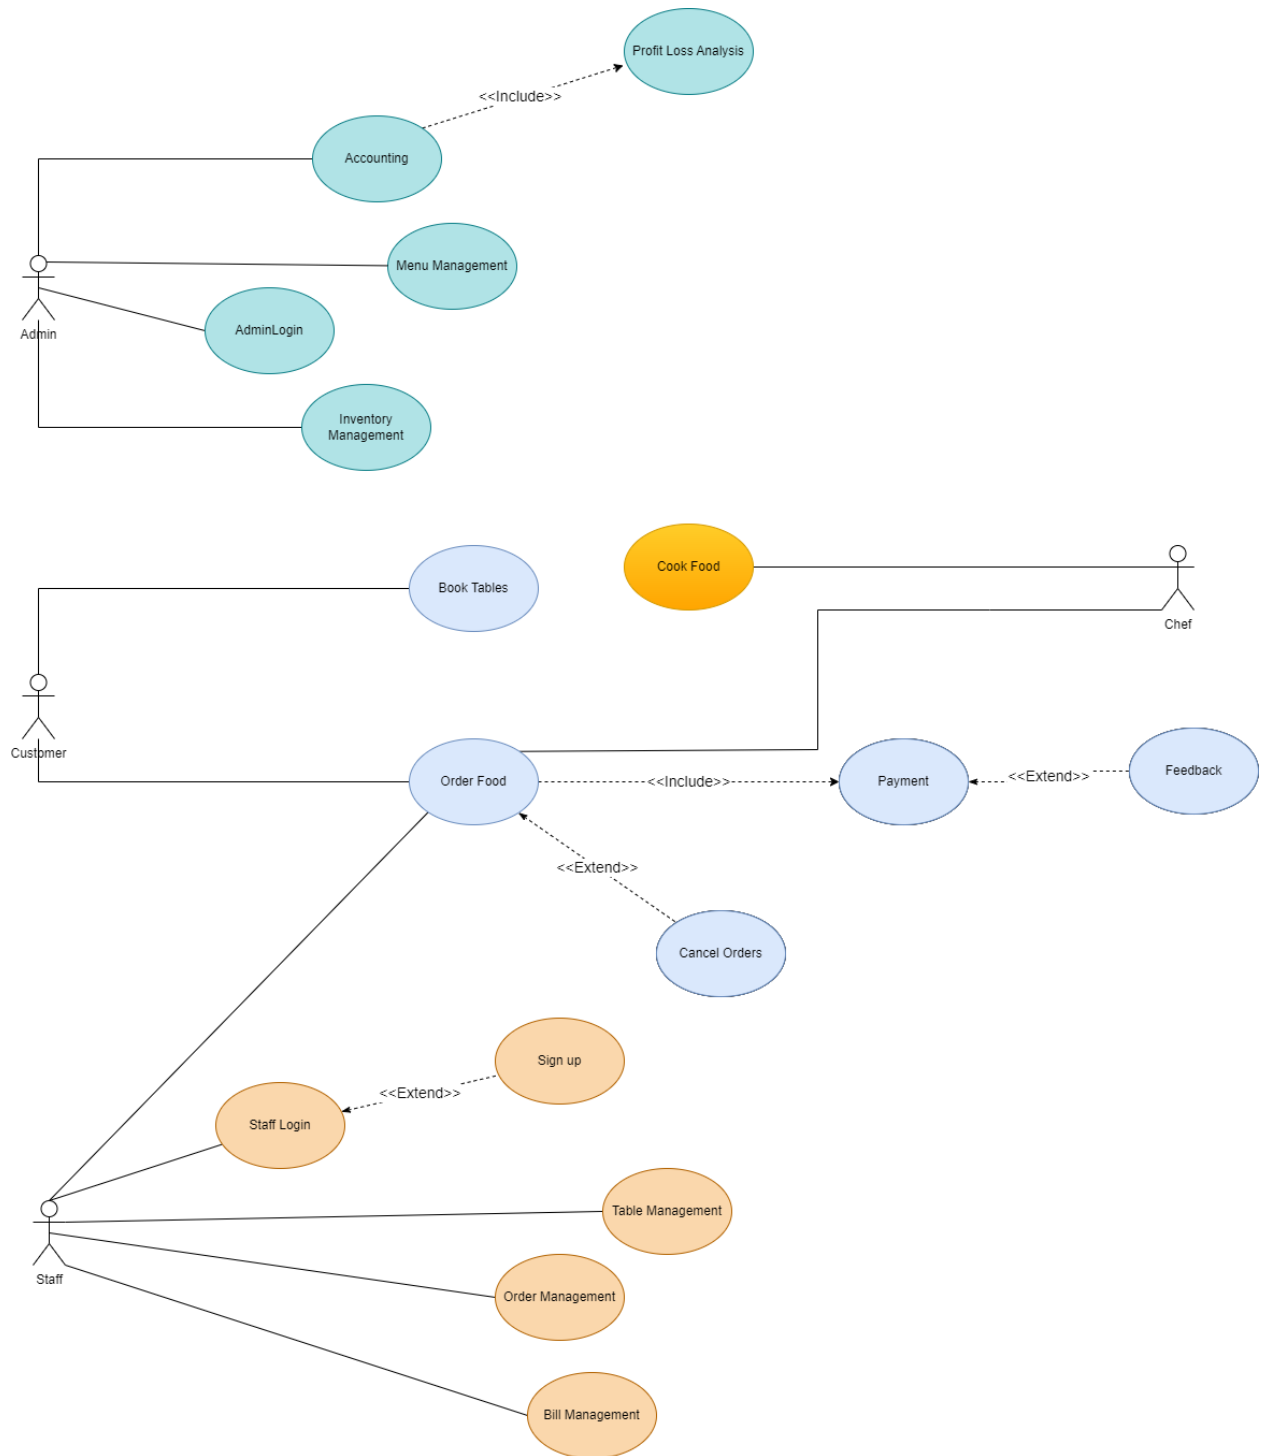 Profit Loss Analysis
<<Include>>
Accounting
Menu Management
AdminLogin
Admin
Inventory
Management
Cook Food
Book Tables
Chef
Customer
Order Food
<<Include>>
Payment
<<Extend>>
Feedback
<<Extend>>
Cancel Orders
Sign up
<<Extend>>
Staff Login
Table Management
Staff
Order Management
Bill Management